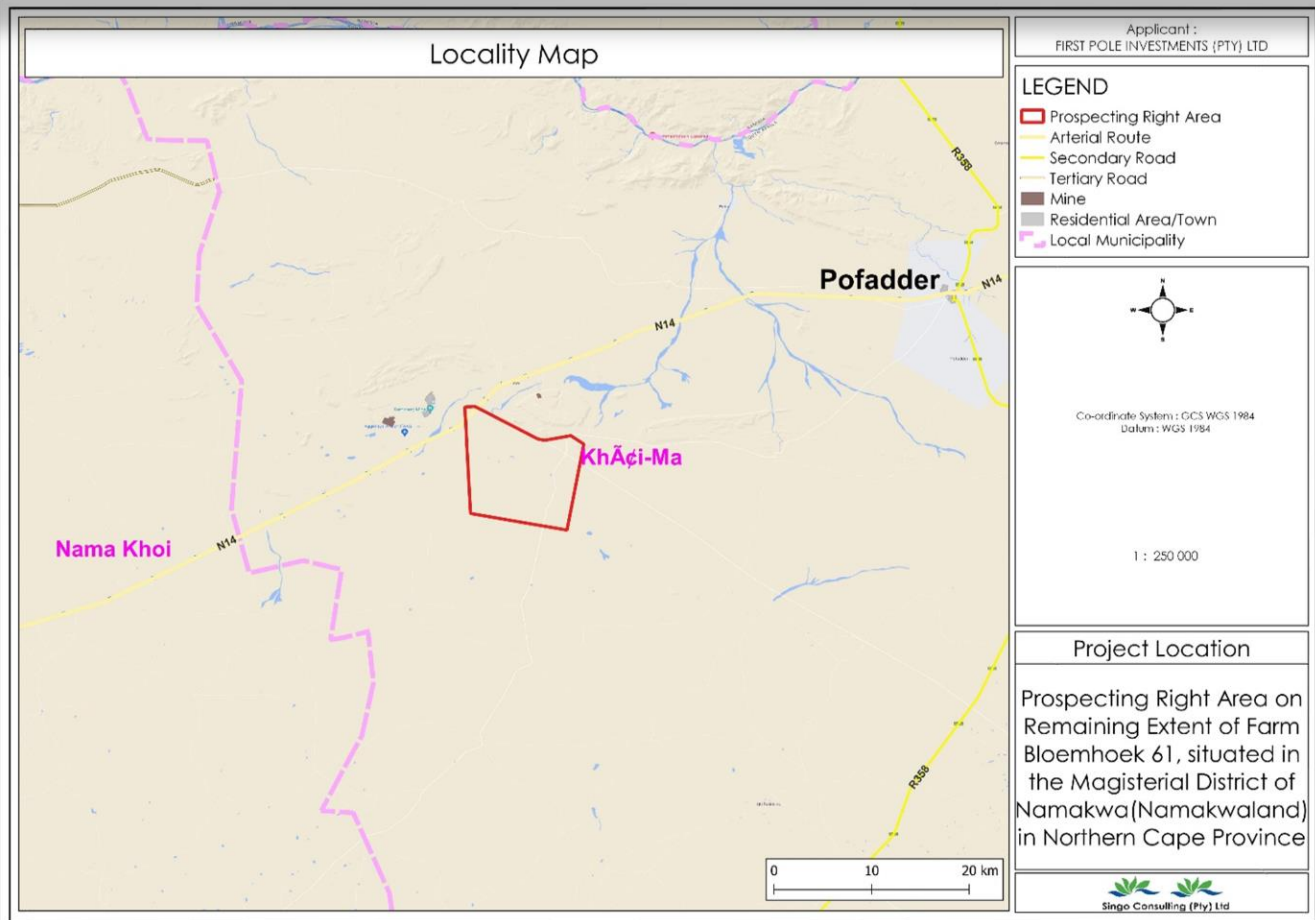 Locality Map
Applicant :
FIRST POLE INVESTMENTS (PTY) LTD
LEGEND
Prospecting Right Area
Arterial Route
Secondary Road
Tertiary Road
Mine
Residential Area/Town
Local Municipality
R358
Pofadder
N14
N14
KhÃ¢i-Ma
Nama Khoi
N14
R358
N
W
E
S
Co-ordinate System : GCS WGS 1984
Datum : WGS 1984
1 : 250 000
0 10 20 km
Project Location
Prospecting Right Area on
Remaining Extent of Farm
Bloemhoek 61, situated in
the Magisterial District of
Namakwa(Namakwaland)
in Northern Cape Province
Singo Consulting (Pty) Ltd